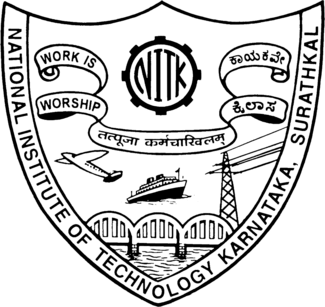 NATIONAL INSTITUTE OF TECHNOLOGY KARNATAKA, SURATHKAL
NITK
WORK IS
WORSHIP
ಕಾಯಕವೇ
ಕೈಲಾಸ
तत्पूजा कर्मचाखिलम्